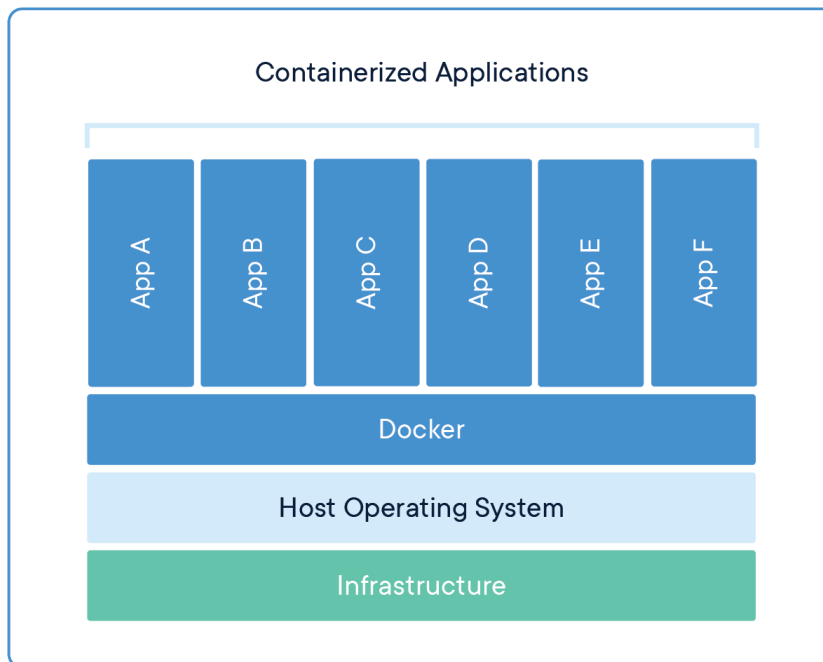 Containerized Applications
App A
App B
App C
App D
App E
App F
Docker
Host Operating System
Infrastructure